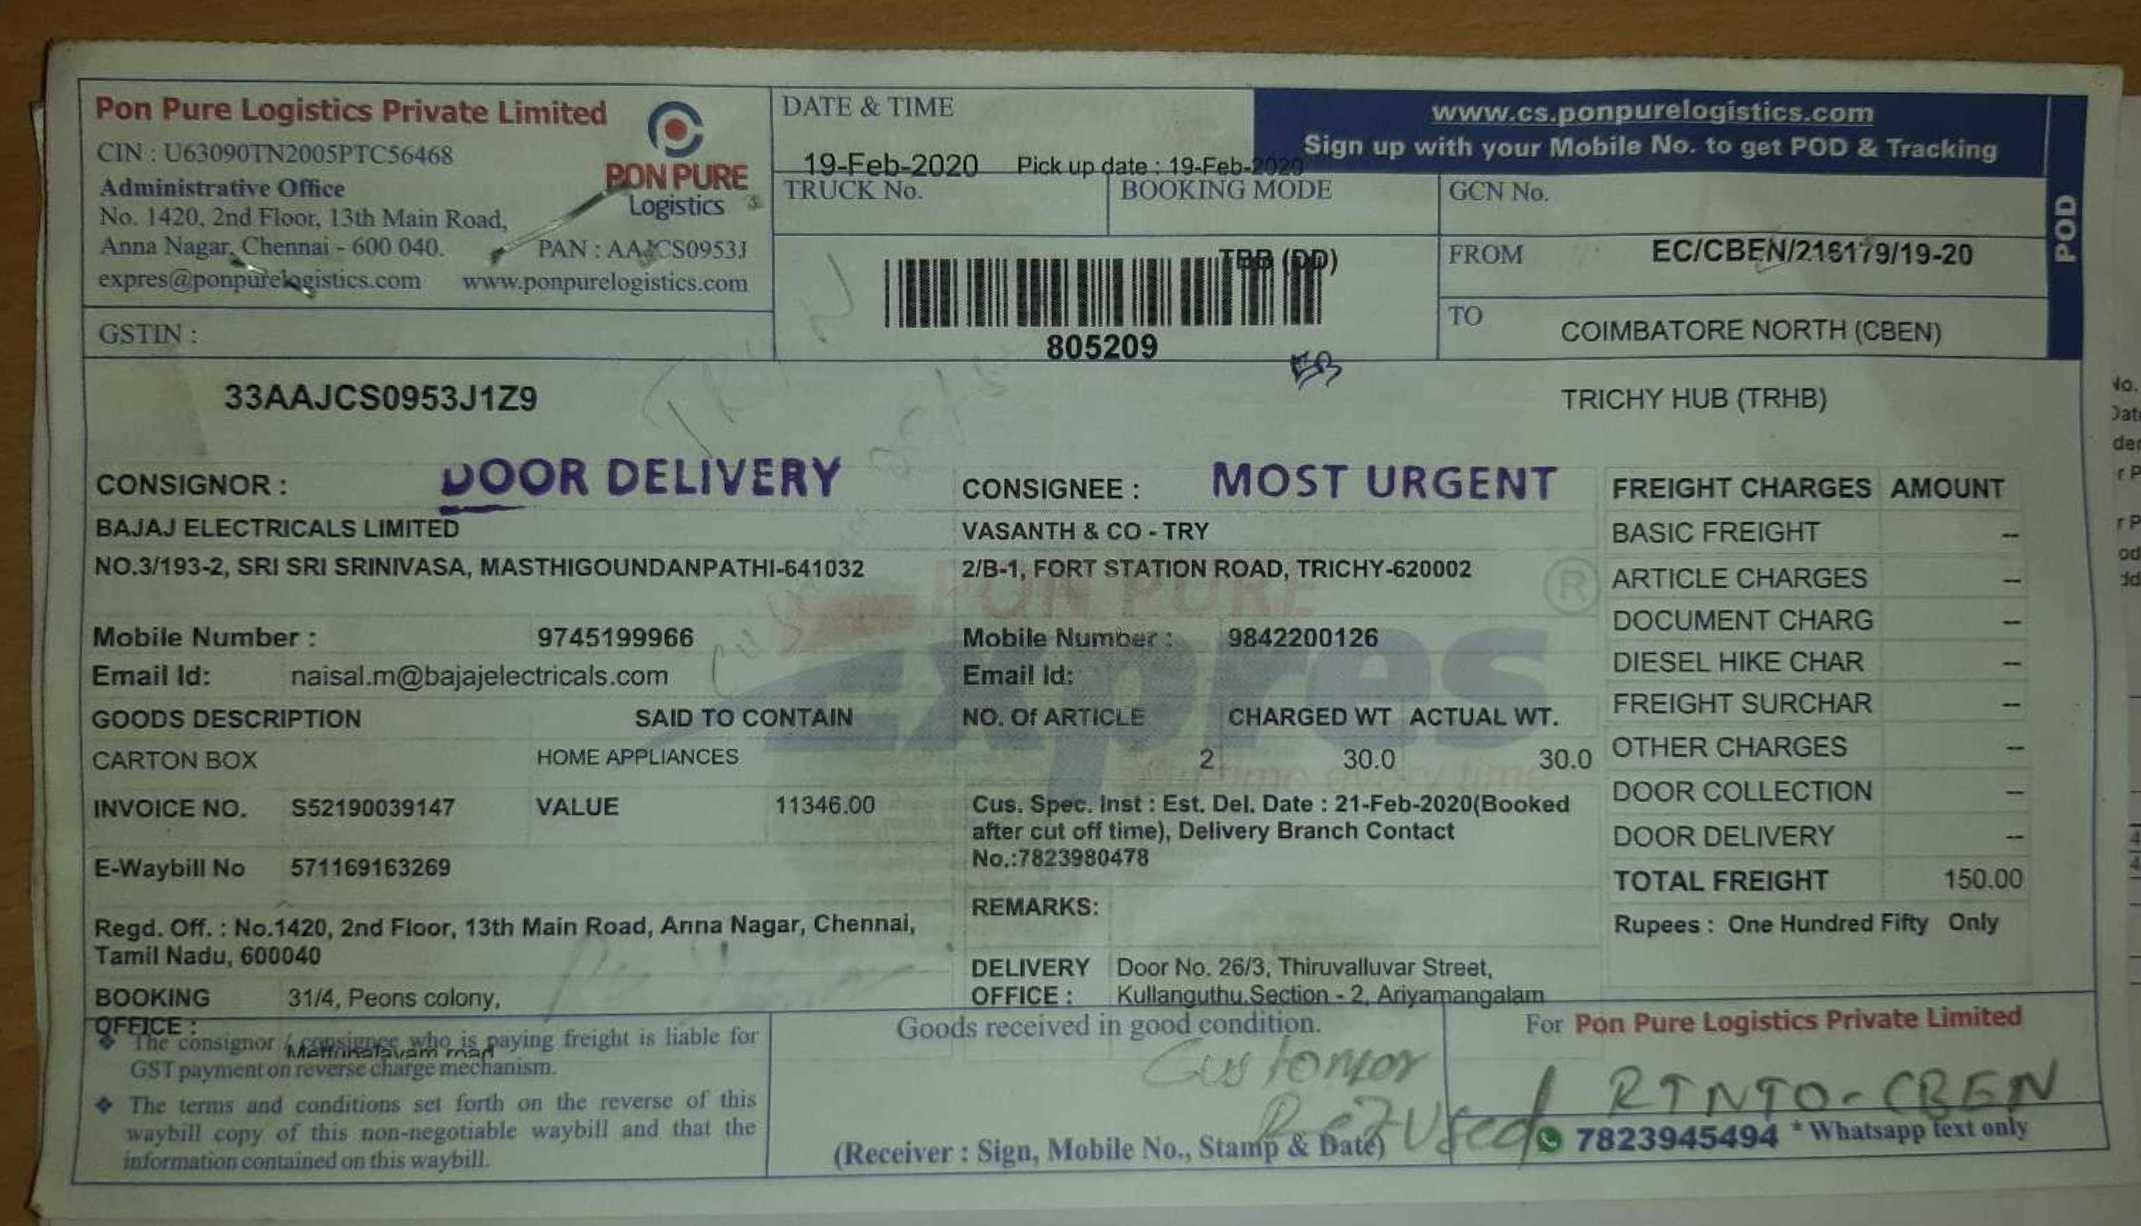 Pon Pure Logistics Private Limited
CIN : U63090TN2005PTC56468
Administrative Office
No. 1420, 2nd Floor, 13th Main Road,
Anna Nagar, Chennai - 600 040.
PAN : AAJCS0953J
expres@ponpurelogistics.com www.ponpurelogistics.com
PON PURE
Logistics
GSTIN :
33AAJCS0953J1Z9
DATE & TIME
19-Feb-2020 Pick up date : 19-Feb-2020
TRUCK No.
BOOKING MODE
TBB (DD)
805209
www.cs.ponpurelogistics.com
Sign up with your Mobile No. to get POD & Tracking
POD
GCN No.
FROM EC/CBEN/216179/19-20
TO COIMBATORE NORTH (CBEN)
TRICHY HUB (TRHB)
CONSIGNOR : DOOR DELIVERY
BAJAJ ELECTRICALS LIMITED
NO.3/193-2, SRI SRI SRINIVASA, MASTHIGOUNDANPATHI-641032
Mobile Number : 9745199966
Email Id: naisal.m@bajajelectricals.com
CONSIGNEE : MOST URGENT
VASANTH & CO - TRY
2/B-1, FORT STATION ROAD, TRICHY-620002
Mobile Number : 9842200126
Email Id:
PON PURE
Expres
GOODS DESCRIPTION SAID TO CONTAIN NO. Of ARTICLE CHARGED WT ACTUAL WT.
CARTON BOX HOME APPLIANCES 2 30.0 30.0
INVOICE NO. S52190039147 VALUE 11346.00
E-Waybill No 571169163269
Regd. Off. : No.1420, 2nd Floor, 13th Main Road, Anna Nagar, Chennai,
Tamil Nadu, 600040
BOOKING 31/4, Peons colony,
OFFICE :
Cus. Spec. Inst : Est. Del. Date : 21-Feb-2020(Booked
after cut off time), Delivery Branch Contact
No.:7823980478
REMARKS:
DELIVERY Door No. 26/3, Thiruvalluvar Street,
OFFICE : Kullanguthu,Section - 2, Ariyamangalam
FREIGHT CHARGES AMOUNT
BASIC FREIGHT --
ARTICLE CHARGES --
DOCUMENT CHARG --
DIESEL HIKE CHAR --
FREIGHT SURCHAR --
OTHER CHARGES --
DOOR COLLECTION --
DOOR DELIVERY --
TOTAL FREIGHT 150.00
Rupees : One Hundred Fifty Only
The consignor / consignee who is paying freight is liable for
GST payment on reverse charge mechanism.
The terms and conditions set forth on the reverse of this
waybill copy of this non-negotiable waybill and that the
information contained on this waybill.
Goods received in good condition.
Customor
Refused
(Receiver : Sign, Mobile No., Stamp & Date)
For Pon Pure Logistics Private Limited
RTNTO-CBEN
7823945494 * Whatsapp text only